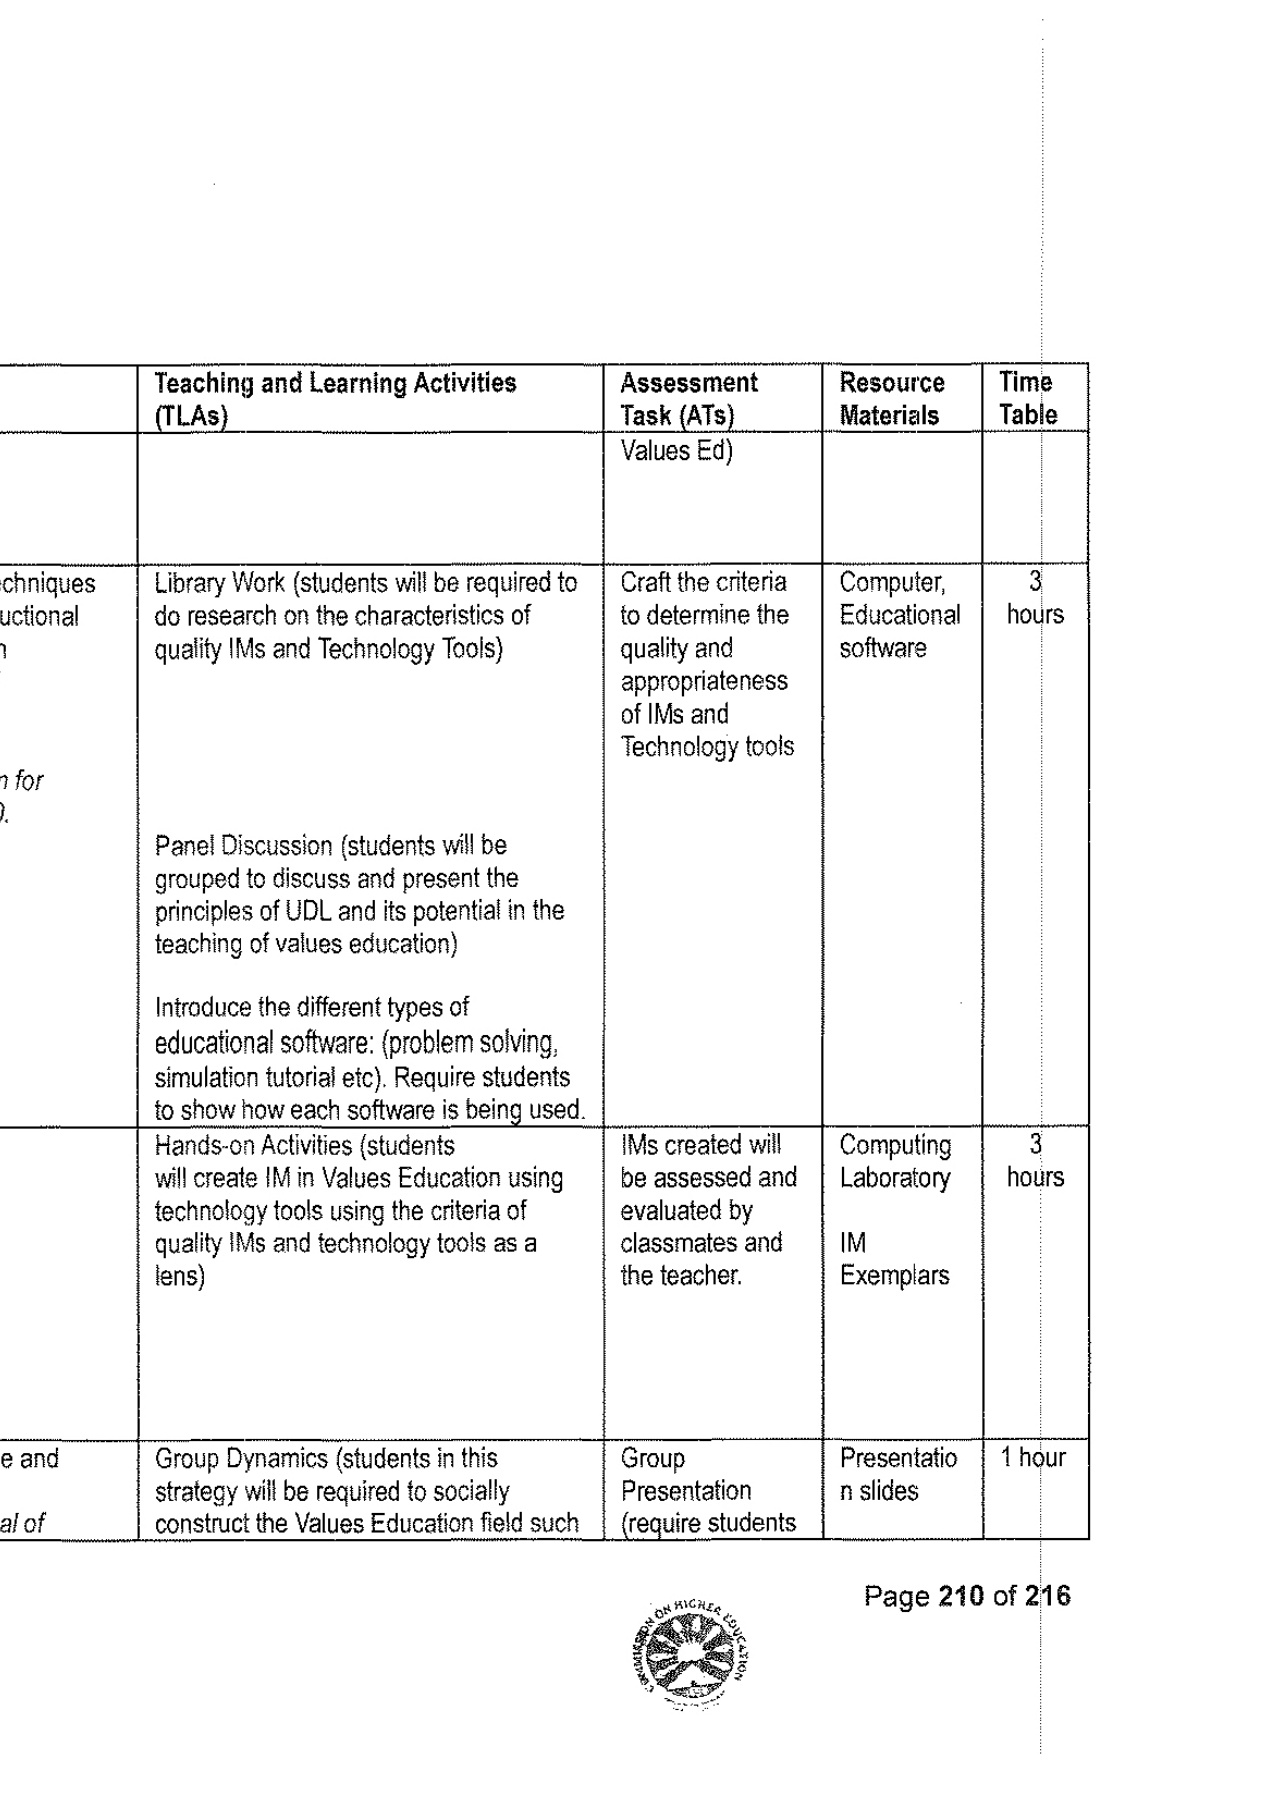 Teaching and Learning Activities
(TLAs)
Assessment
Task (ATs)
Resource
Materials
Time
Table
Values Ed)
chniques
uctional
n for
Library Work (students will be required to
do research on the characteristics of
quality IMs and Technology Tools)
Panel Discussion (students will be
grouped to discuss and present the
principles of UDL and its potential in the
teaching of values education)
Introduce the different types of
educational software: (problem solving,
simulation tutorial etc). Require students
to show how each software is being used.
Craft the criteria
to determine the
quality and
appropriateness
of IMs and
Technology tools
Computer,
Educational
software
3
hours
Hands-on Activities (students
will create IM in Values Education using
technology tools using the criteria of
quality IMs and technology tools as a
lens)
IMs created will
be assessed and
evaluated by
classmates and
the teacher.
Computing
Laboratory
IM
Exemplars
3
hours
e and
al of
Group Dynamics (students in this
strategy will be required to socially
construct the Values Education field such
Group
Presentation
(require students
Presentatio
n slides
1 hour
Page 210 of 216
COMMISSION ON HIGHER EDUCATION